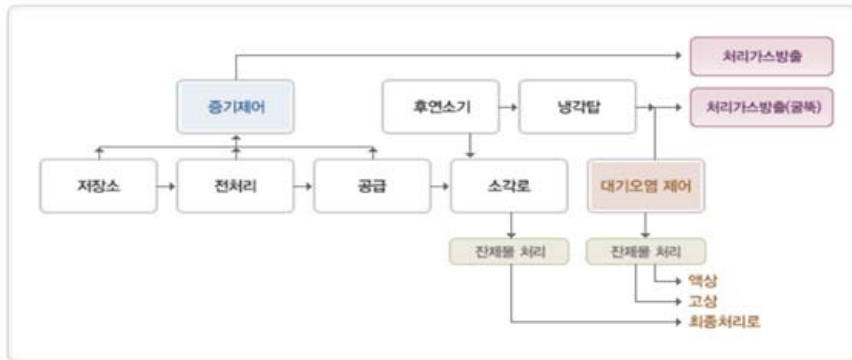 처리가스방출
증기제어
후연소기
냉각탑
처리가스방출(굴뚝)
저장소
전처리
공급
소각로
대기오염 제어
잔재물 처리
잔재물 처리
액상
고상
최종처리로